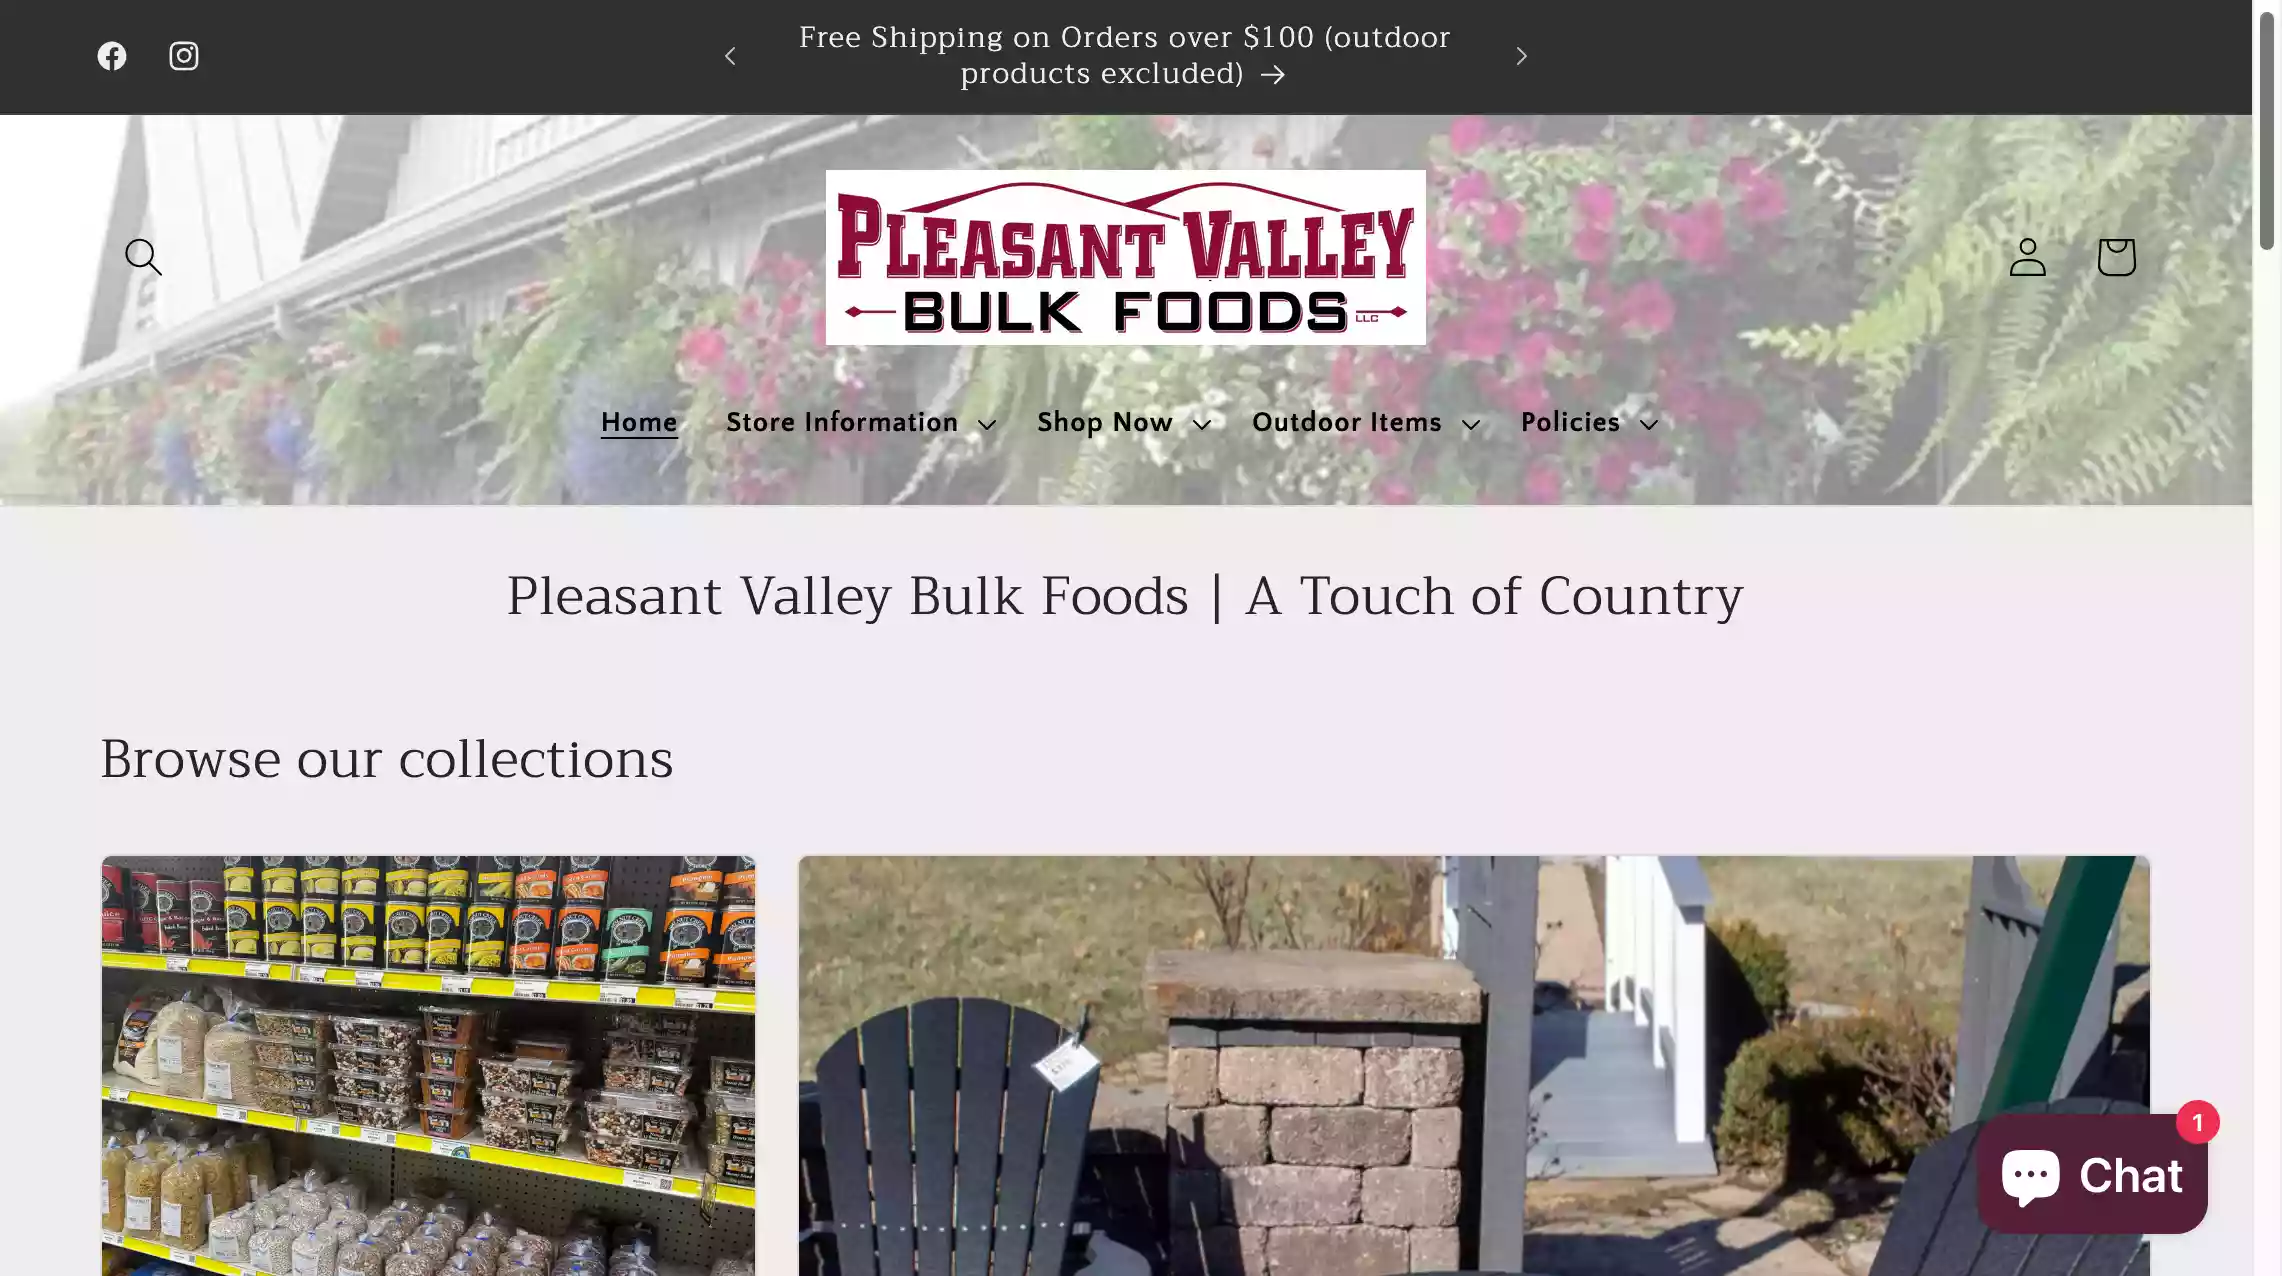 Free Shipping on Orders over $100 (outdoor
products excluded) →
PLEASANT VALLEY
BULK FOODS LLC
Home Store Information Shop Now Outdoor Items Policies
Pleasant Valley Bulk Foods | A Touch of Country
Browse our collections
1
Chat